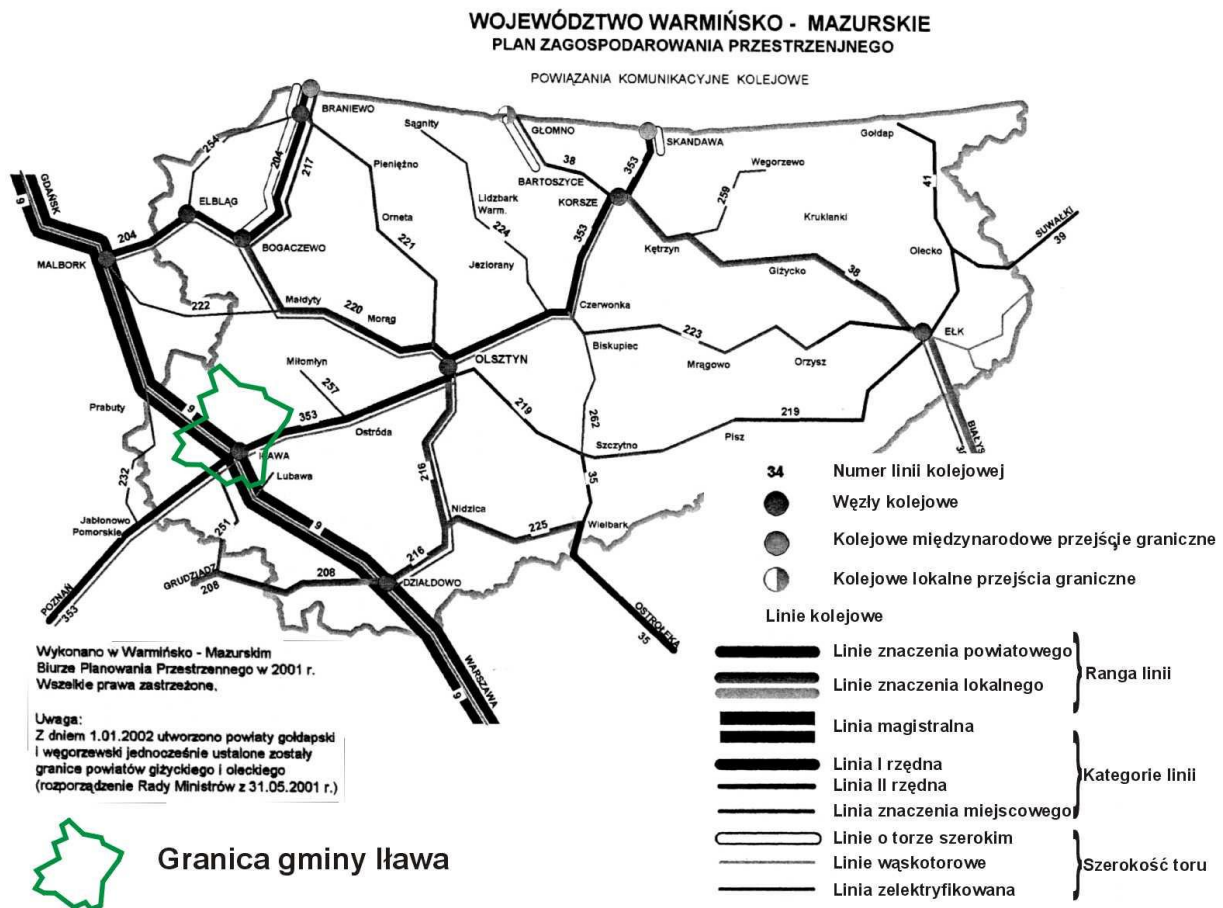 WOJEWÓDZTWO WARMIŃSKO - MAZURSKIE
PLAN ZAGOSPODAROWANIA PRZESTRZENJNEGO
POWIĄZANIA KOMUNIKACYJNE KOLEJOWE
BRANIEWO
Sągnity
GŁOMNO
SKANDAWA
Gołdap
254
204
217
Pieniężno
38
BARTOSZYCE
353
Węgorzewo
41
GDAŃSK
9
ELBLĄG
Lidzbark
Warm.
KORSZE
259
Orneta
224
353
Kruklanki
SUWAŁKI
39
204
BOGACZEWO
221
Kętrzyn
Olecko
MALBORK
Jeziorany
Giżycko
38
222
Małdyty
220
Morąg
Czerwonka
223
EŁK
Biskupiec
Miłomłyn
OLSZTYN
Mrągowo
Orzysz
257
Prabuty
9
353
219
262
219
Ostróda
Szczytno
Pisz
IŁAWA
Lubawa
216
35
232
9
Nidzica
Jabłonowo
Pomorskie
251
225
Wielbark
216
GRUDZIĄDZ
208
208
DZIAŁDOWO
POZNAŃ
353
OSTROŁĘKA
35
WARSZAWA
9
34 Numer linii kolejowej
Węzły kolejowe
Kolejowe międzynarodowe przejście graniczne
Kolejowe lokalne przejścia graniczne
Linie kolejowe
Linie znaczenia powiatowego
Linie znaczenia lokalnego
Ranga linii
Linia magistralna
Linia I rzędna
Linia II rzędna
Linia znaczenia miejscowego
Kategorie linii
Linie o torze szerokim
Linie wąskotorowe
Linia zelektryfikowana
Szerokość toru
Wykonano w Warmińsko - Mazurskim
Biurze Planowania Przestrzennego w 2001 r.
Wszelkie prawa zastrzeżone.
Uwaga:
Z dniem 1.01.2002 utworzono powiaty gołdapski
i węgorzewski jednocześnie ustalone zostały
granice powiatów giżyckiego i oleckiego
(rozporządzenie Rady Ministrów z 31.05.2001 r.)
Granica gminy Iława